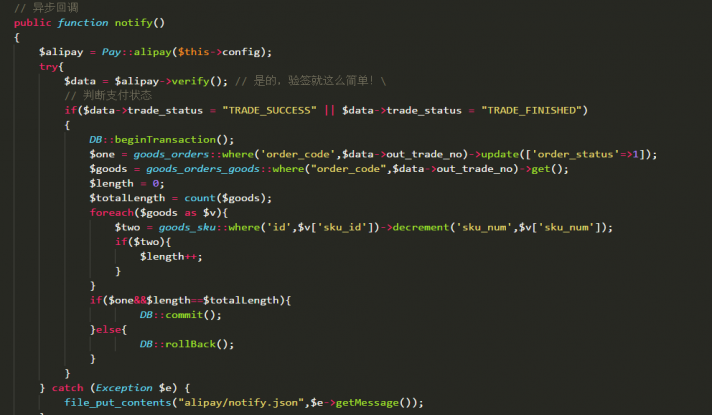 // 异步回调
public function notify()
{
$alipay = Pay::alipay($this->config);
try{
$data = $alipay->verify(); // 是的，验签就这么简单！\
// 判断支付状态
if($data->trade_status = "TRADE_SUCCESS" || $data->trade_status = "TRADE_FINISHED")
{
DB::beginTransaction();
$one = goods_orders::where('order_code',$data->out_trade_no)->update(['order_status'=>1]);
$goods = goods_orders_goods::where("order_code",$data->out_trade_no)->get();
$length = 0;
$totalLength = count($goods);
foreach($goods as $v){
$two = goods_sku::where('id',$v['sku_id'])->decrement('sku_num',$v['sku_num']);
if($two){
$length++;
}
}
if($one&&$length==$totalLength){
DB::commit();
}else{
DB::rollBack();
}
}
} catch (Exception $e) {
file_put_contents("alipay/notify.json",$e->getMessage());